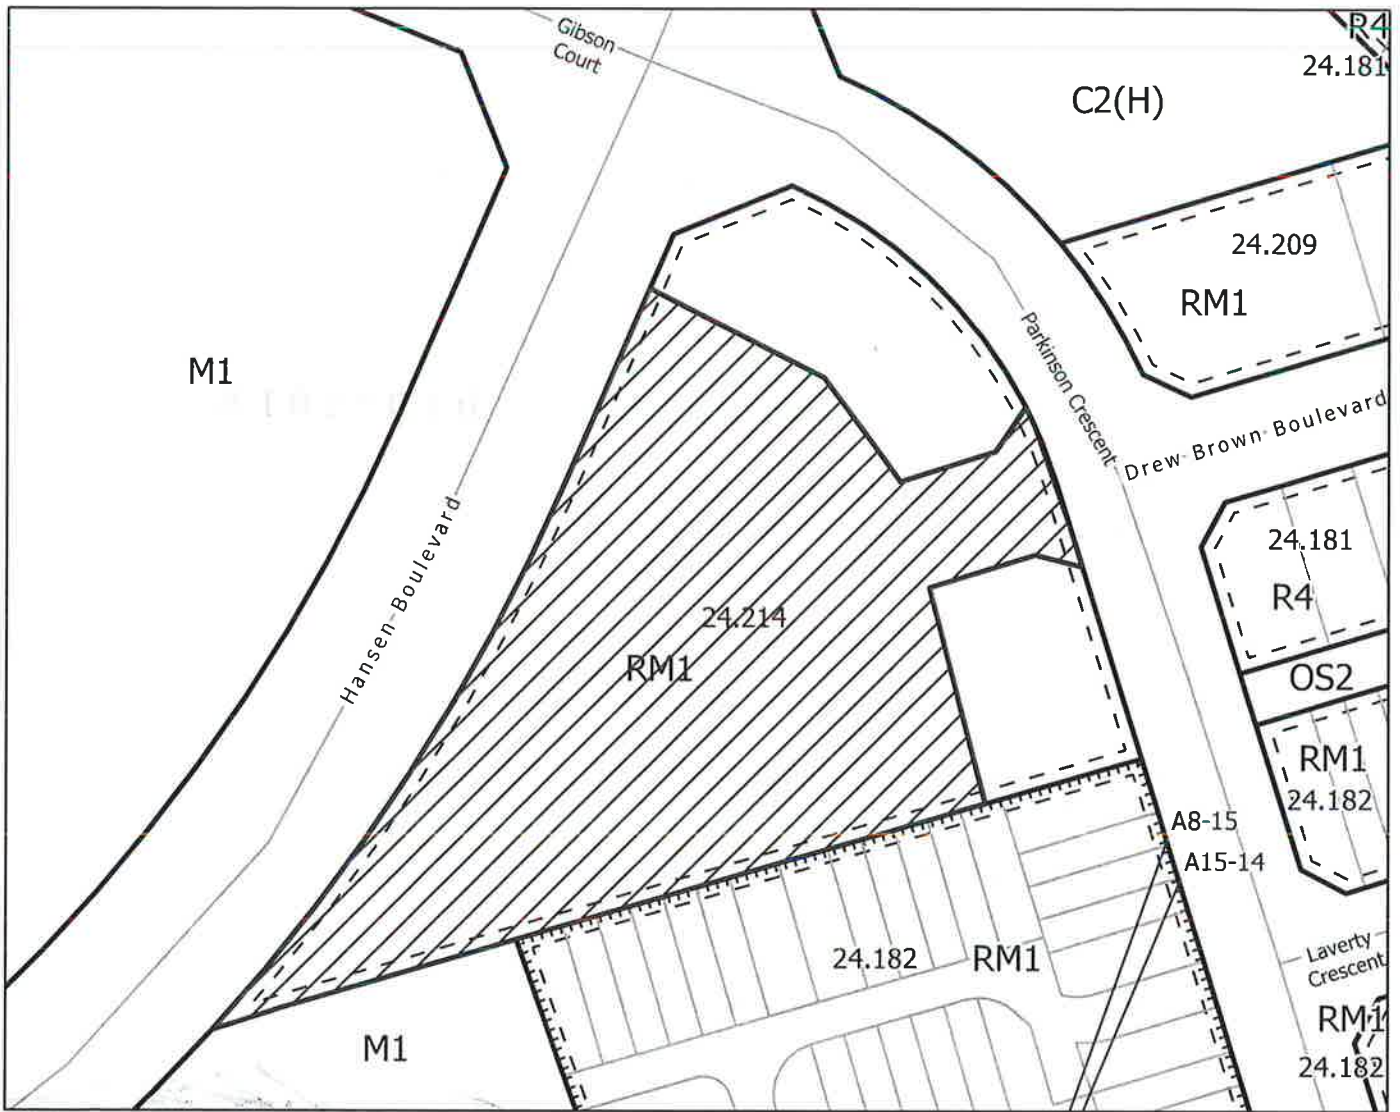 Gibson
Court
R4
24.181
C2(H)
24.209
RM1
M1
Parkinson Crescent
Drew Brown Boulevard
24.181
R4
Hansen Boulevard
24.214
RM1
OS2
RM1
24.182
A8-15
A15-14
24.182
RM1
Laverty
Crescent
RM1
24.182
M1